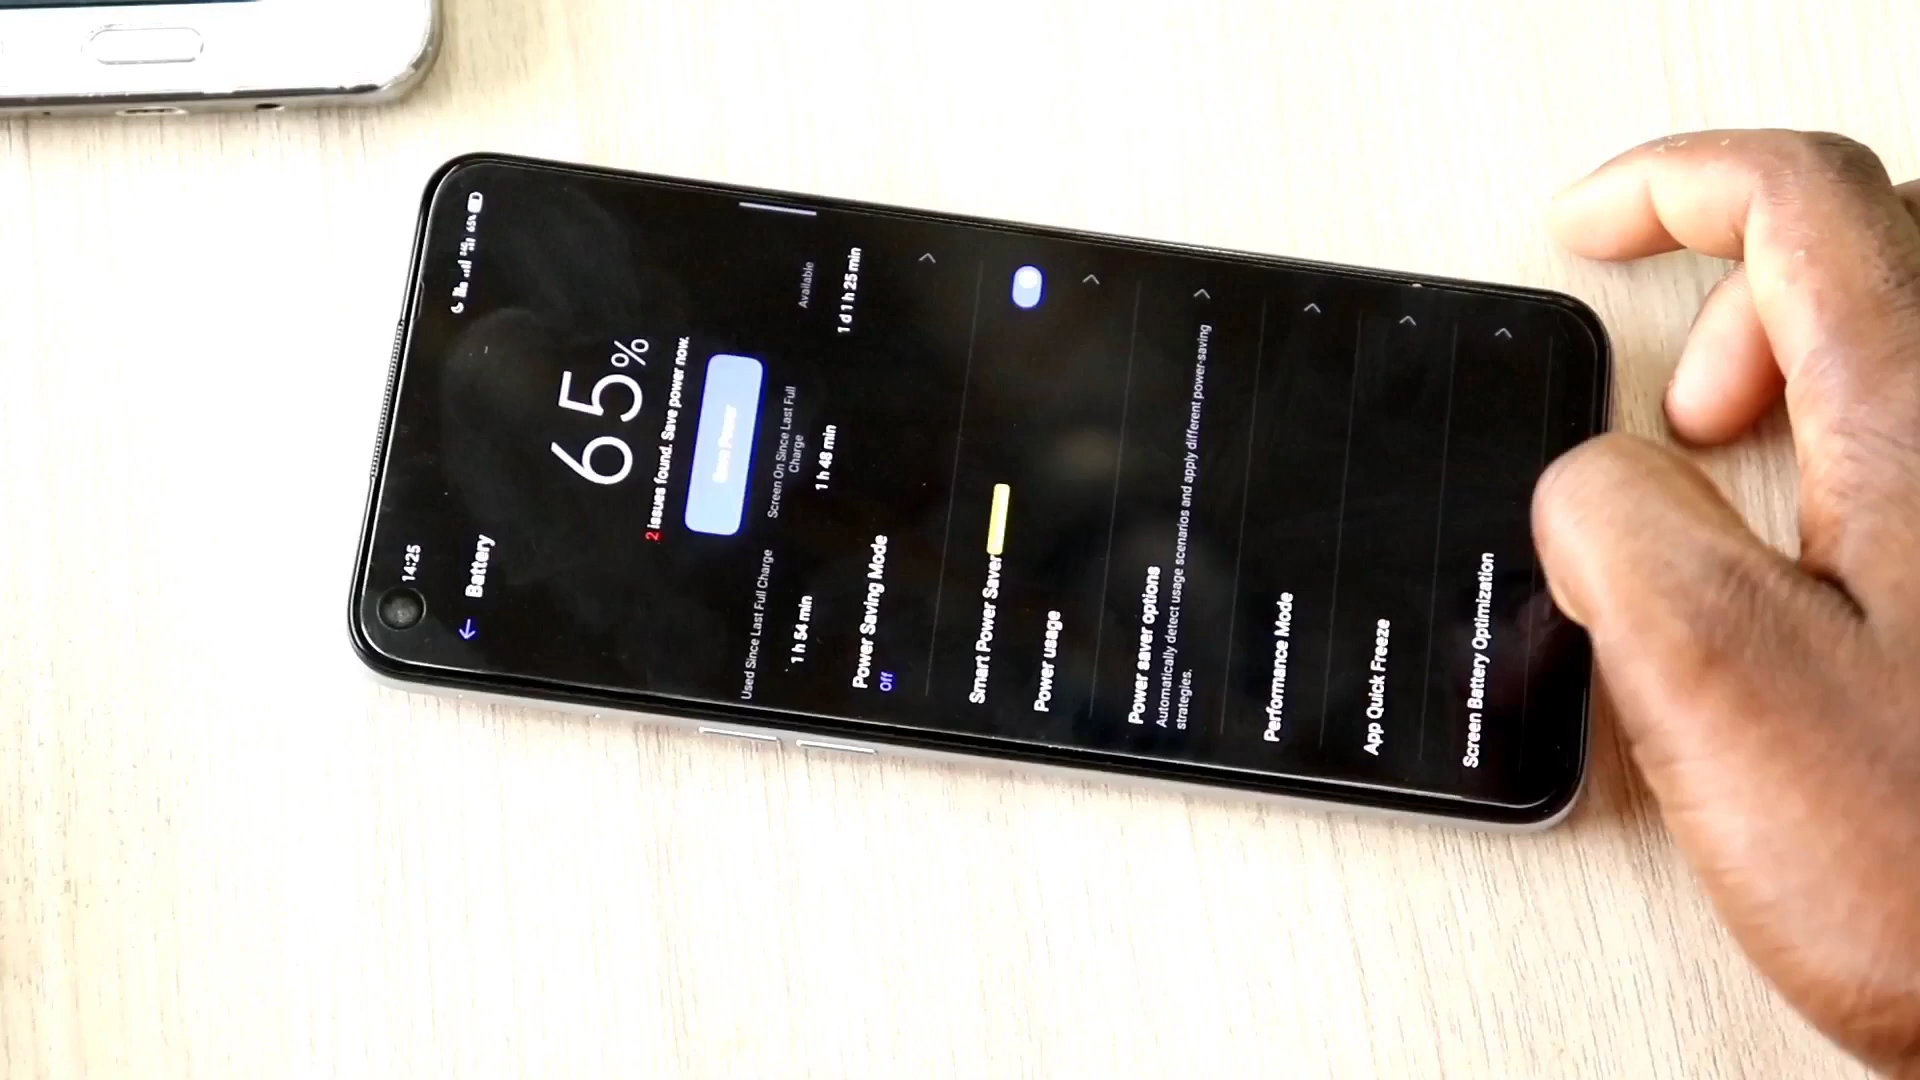 14:25
65%
Battery
65%
2 issues found. Save power now.
Save Power
Used Since Last Full Charge
1 h 54 min
Screen On Since Last Full
Charge
1 h 48 min
Available
1 d 1 h 25 min
Power Saving Mode
Off
Smart Power Saver
Power usage
Power saver options
Automatically detect usage scenarios and apply different power-saving
strategies.
Performance Mode
App Quick Freeze
Screen Battery Optimization